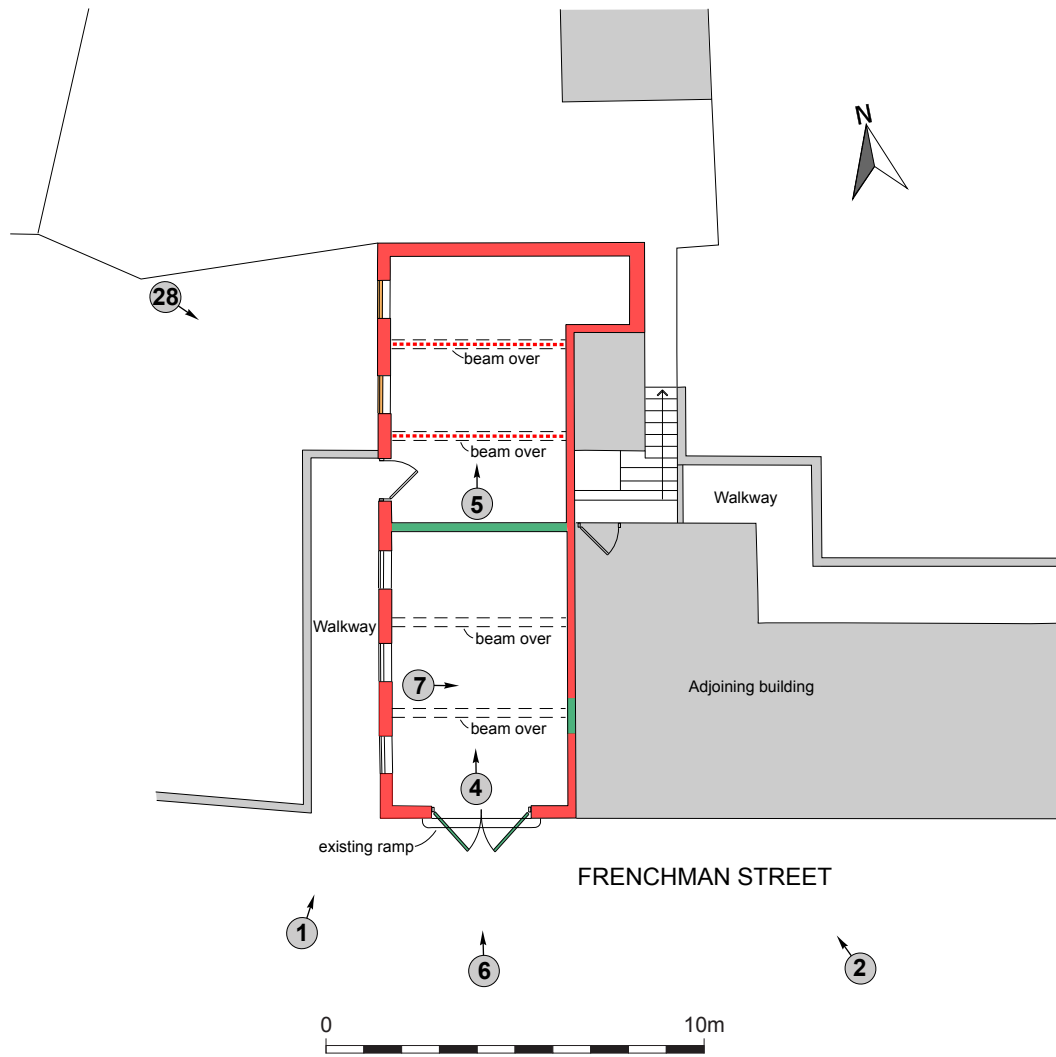 N
28
beam over
beam over
5
Walkway
Walkway
beam over
7
Adjoining building
beam over
4
existing ramp
FRENCHMAN STREET
1
6
2
0
10m